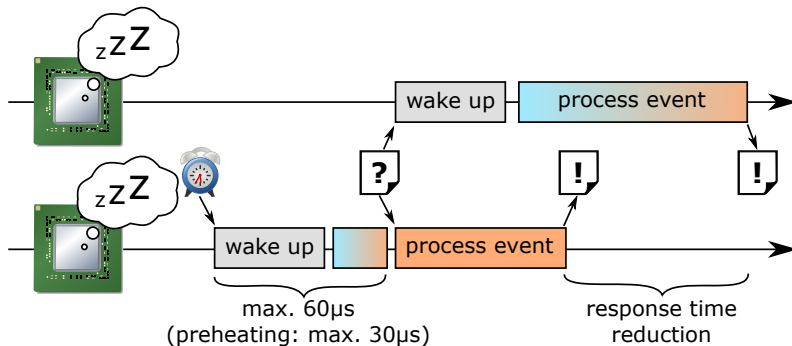 zzZ
wake up
process event
?
!
!
zzZ
wake up
process event
max. 60µs
(preheating: max. 30µs)
response time
reduction